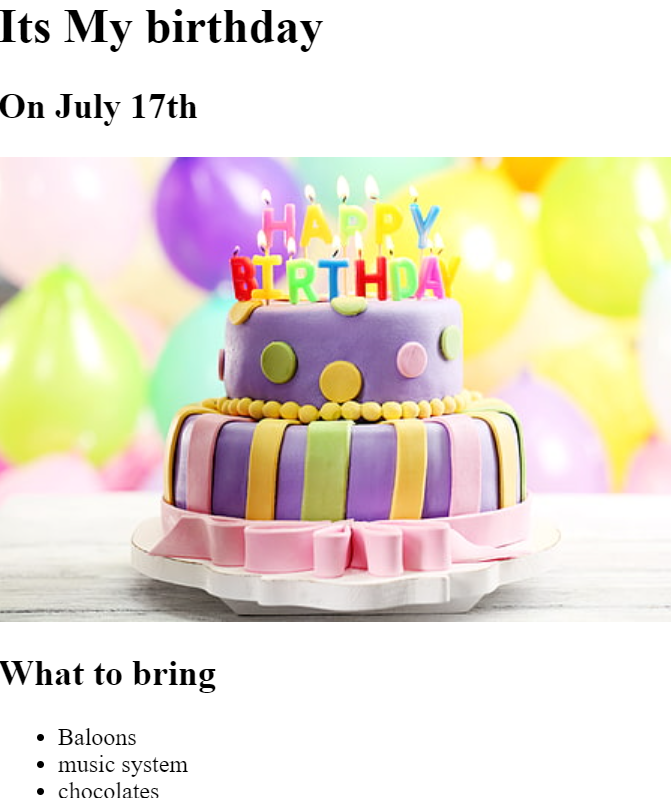 Its My birthday
On July 17th
HAPPY
BIRTHDAY
What to bring
Baloons
music system
chocolates